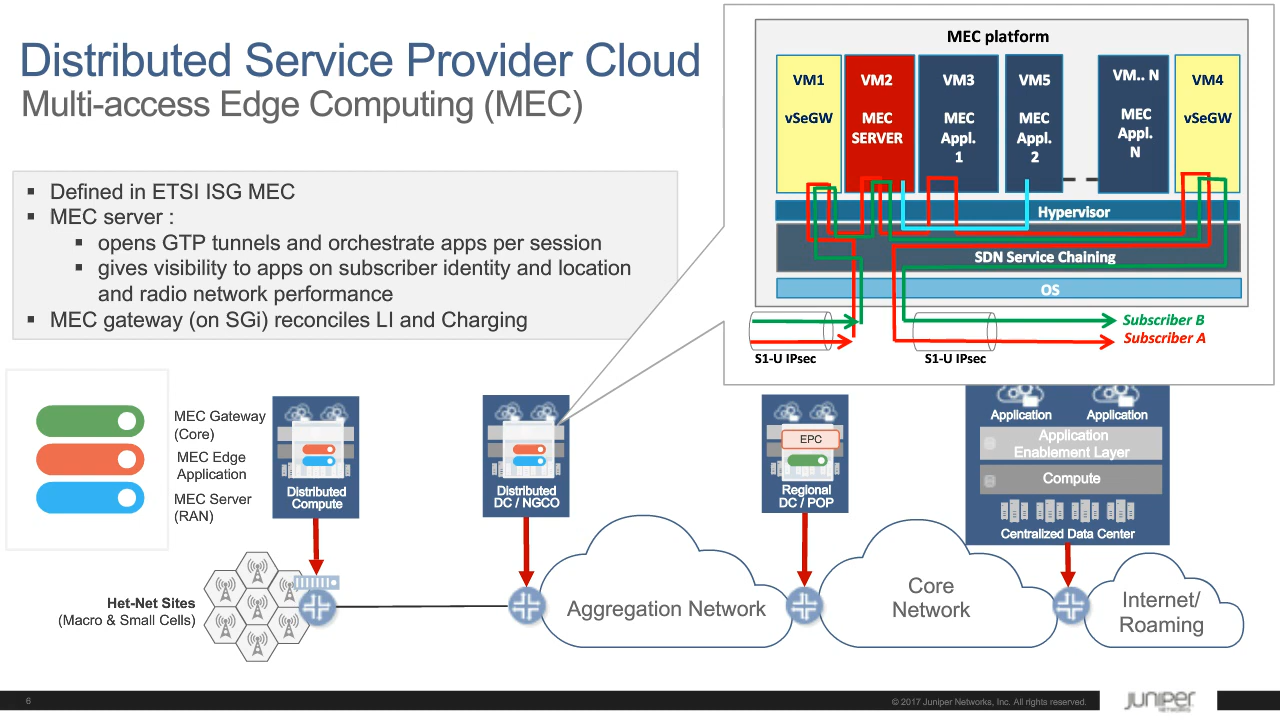 Distributed Service Provider Cloud
Multi-access Edge Computing (MEC)
▪ Defined in ETSI ISG MEC
▪ MEC server :
▪ opens GTP tunnels and orchestrate apps per session
▪ gives visibility to apps on subscriber identity and location
and radio network performance
▪ MEC gateway (on SGi) reconciles LI and Charging
MEC platform
VM1
vSeGW
VM2
MEC
SERVER
VM3
MEC
Appl.
1
VM5
MEC
Appl.
2
VM.. N
MEC
Appl.
N
VM4
vSeGW
Hypervisor
SDN Service Chaining
OS
Subscriber B
Subscriber A
S1-U IPsec
S1-U IPsec
MEC Gateway
(Core)
MEC Edge
Application
MEC Server
(RAN)
Distributed
Compute
Distributed
DC / NGCO
EPC
Regional
DC / POP
Application
Application
Application
Enablement Layer
Compute
Centralized Data Center
Het-Net Sites
(Macro & Small Cells)
Aggregation Network
Core
Network
Internet/
Roaming
6
© 2017 Juniper Networks, Inc. All rights reserved.
JUNIPER
NETWORKS